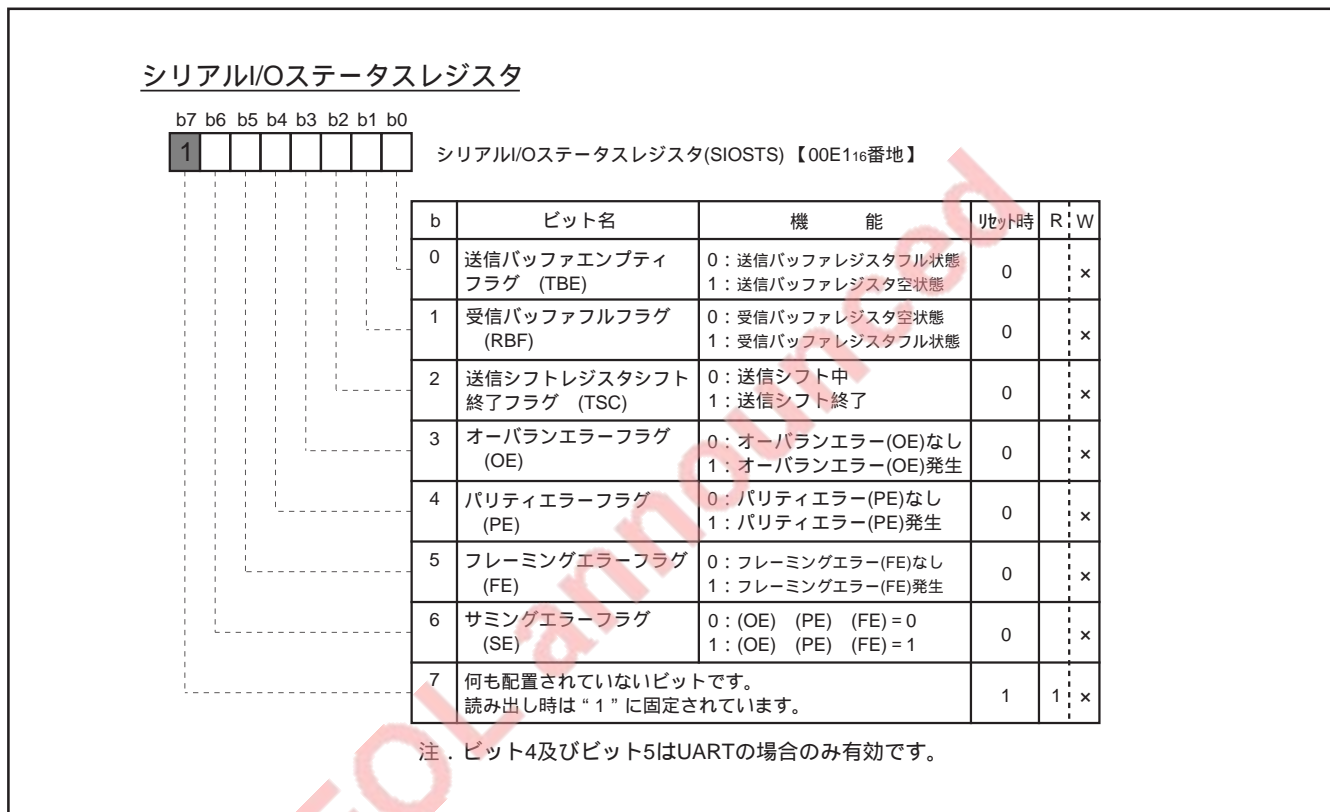 シリアルI/Oステータスレジスタ
b7 b6 b5 b4 b3 b2 b1 b0
1
シリアルI/Oステータスレジスタ(SIOSTS)【00E116番地】
b ビット名 機 能 リセット時 R W
0 送信バッファエンプティ
フラグ (TBE)
0:送信バッファレジスタフル状態
1:送信バッファレジスタ空状態
0 ×
1 受信バッファフルフラグ
(RBF)
0:受信バッファレジスタ空状態
1:受信バッファレジスタフル状態
0 ×
2 送信シフトレジスタシフト
終了フラグ (TSC)
0:送信シフト中
1:送信シフト終了
0 ×
3 オーバランエラーフラグ
(OE)
0:オーバランエラー(OE)なし
1:オーバランエラー(OE)発生
0 ×
4 パリティエラーフラグ
(PE)
0:パリティエラー(PE)なし
1:パリティエラー(PE)発生
0 ×
5 フレーミングエラーフラグ
(FE)
0:フレーミングエラー(FE)なし
1:フレーミングエラー(FE)発生
0 ×
6 サミングエラーフラグ
(SE)
0:(OE) (PE) (FE)=0
1:(OE) (PE) (FE)=1
0 ×
7 何も配置されていないビットです。
読み出し時は“1”に固定されています。
1 1 ×
注.ビット4及びビット5はUARTの場合のみ有効です。
EOL announced